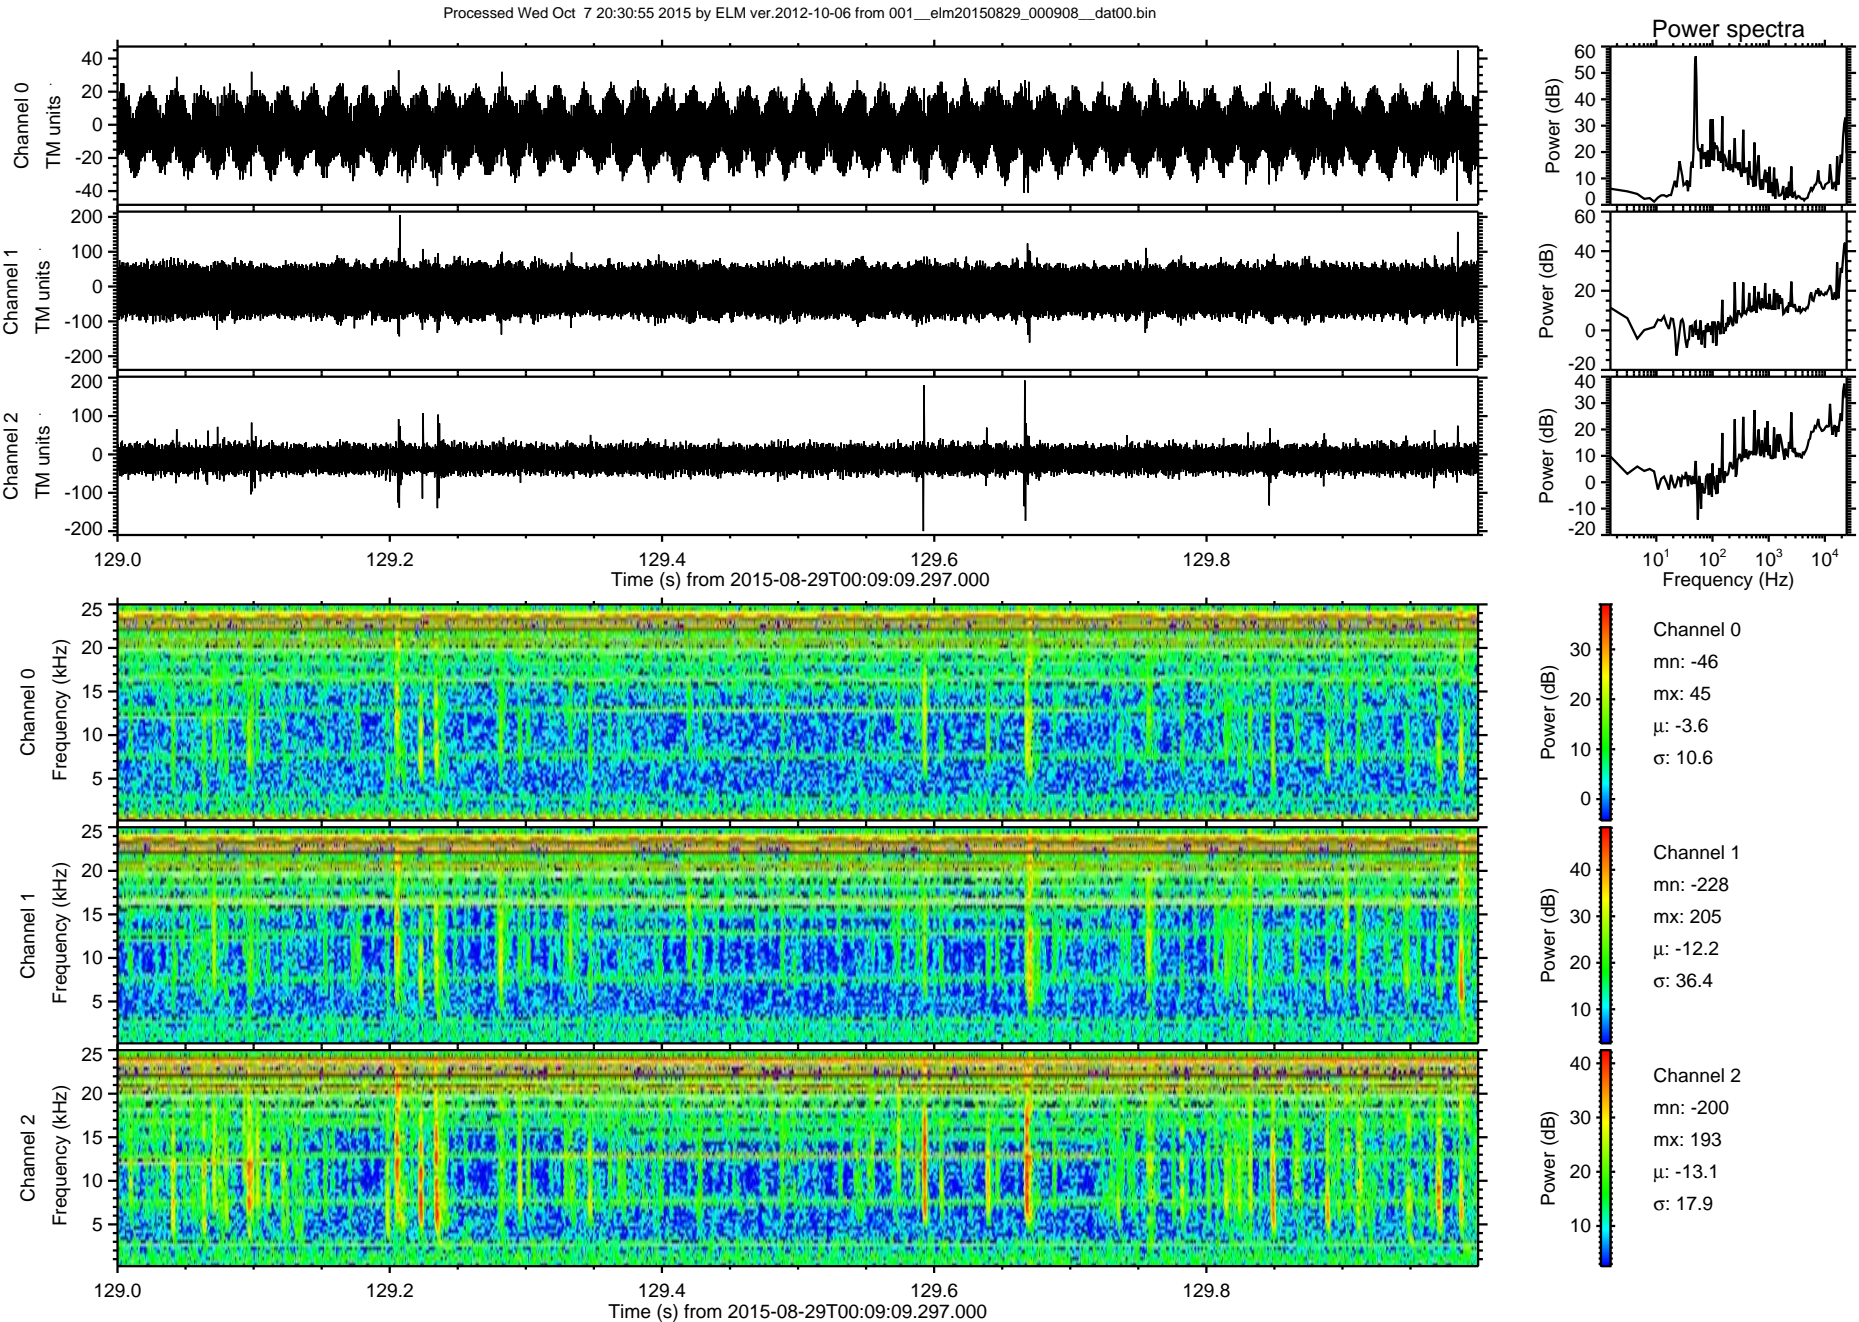 Processed Wed Oct 7 20:30:55 2015 by ELM ver.2012-10-06 from 001__elm20150829_000908__dat00.bin
Power spectra
Channel 0
TM units
40
20
0
-20
-40
Power (dB)
60
50
40
30
20
10
0
Channel 1
TM units
200
100
0
-100
-200
Power (dB)
60
40
20
0
-20
Channel 2
TM units
200
100
0
-100
-200
Power (dB)
40
30
20
10
0
-10
-20
129.0 129.2 129.4 129.6 129.8
Time (s) from 2015-08-29T00:09:09.297.000
10¹ 10² 10³ 10⁴
Frequency (Hz)
Channel 0
Frequency (kHz)
25
20
15
10
5
Power (dB)
30
20
10
0
Channel 0
mn: -46
mx: 45
μ: -3.6
σ: 10.6
Channel 1
Frequency (kHz)
25
20
15
10
5
Power (dB)
40
30
20
10
Channel 1
mn: -228
mx: 205
μ: -12.2
σ: 36.4
Channel 2
Frequency (kHz)
25
20
15
10
5
Power (dB)
40
30
20
10
Channel 2
mn: -200
mx: 193
μ: -13.1
σ: 17.9
129.0 129.2 129.4 129.6 129.8
Time (s) from 2015-08-29T00:09:09.297.000